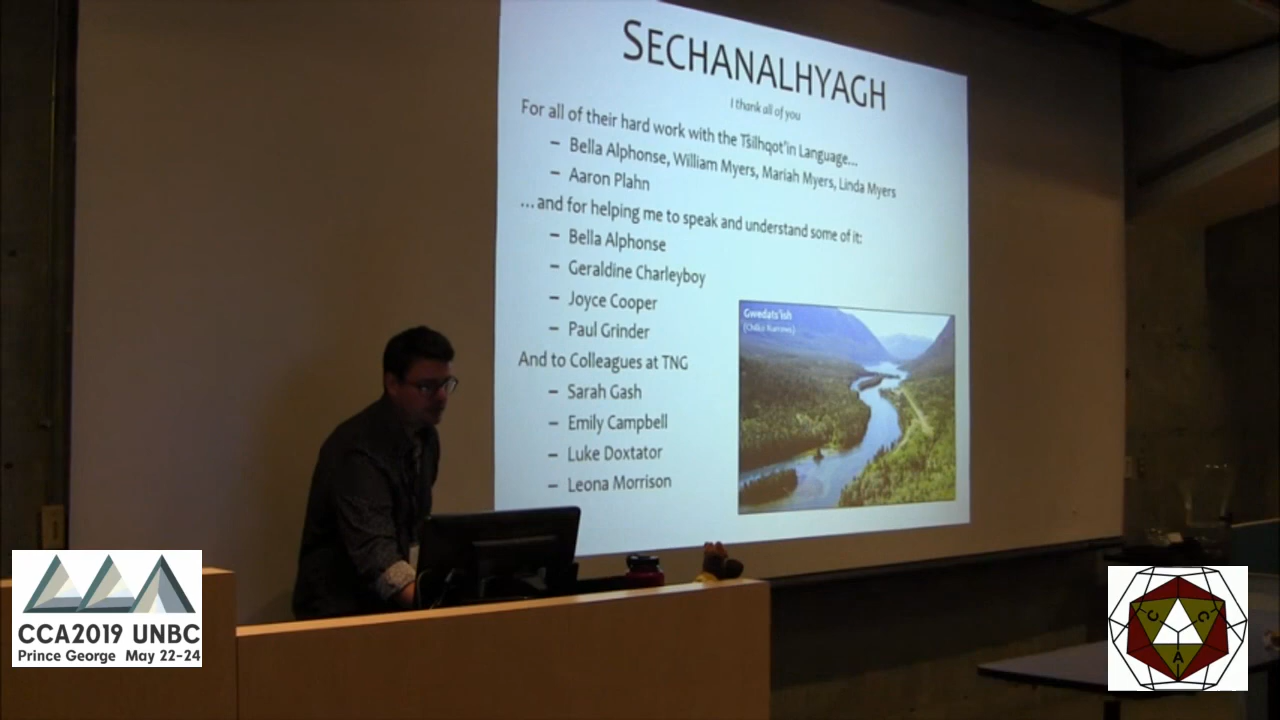 SECHANALHYAGH
I thank all of you
For all of their hard work with the T̂silhqot'in Language...
– Bella Alphonse, William Myers, Mariah Myers, Linda Myers
– Aaron Plahn
...and for helping me to speak and understand some of it:
– Bella Alphonse
– Geraldine Charleyboy
– Joyce Cooper
– Paul Grinder
And to Colleagues at TNG
– Sarah Gash
– Emily Campbell
– Luke Doxtator
– Leona Morrison
Gwedats'ish
(Chilko Narrows)
CCA2019 UNBC
Prince George May 22-24
C C
A